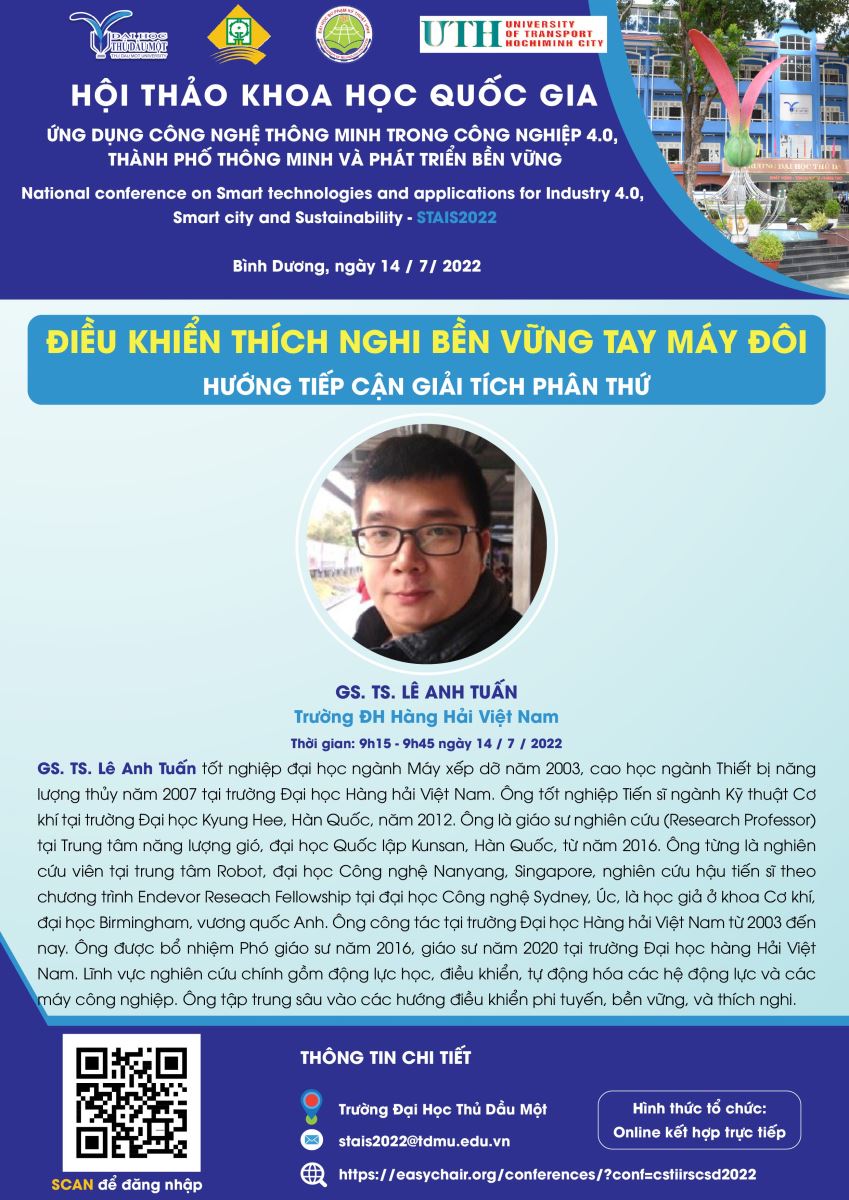 ĐẠI HỌC
THỦ DẦU MỘT
THU DAU MOT UNIVERSITY
UTH UNIVERSITY
OF TRANSPORT
HOCHIMINH CITY
HỘI THẢO KHOA HỌC QUỐC GIA
ỨNG DỤNG CÔNG NGHỆ THÔNG MINH TRONG CÔNG NGHIỆP 4.0,
THÀNH PHỐ THÔNG MINH VÀ PHÁT TRIỂN BỀN VỮNG
National conference on Smart technologies and applications for Industry 4.0,
Smart city and Sustainability - STAIS2022
Bình Dương, ngày 14 / 7/ 2022
ĐIỀU KHIỂN THÍCH NGHI BỀN VỮNG TAY MÁY ĐÔI
HƯỚNG TIẾP CẬN GIẢI TÍCH PHÂN THỨ
GS. TS. LÊ ANH TUẤN
Trường ĐH Hàng Hải Việt Nam
Thời gian: 9h15 - 9h45 ngày 14 / 7 / 2022
GS. TS. Lê Anh Tuấn tốt nghiệp đại học ngành Máy xếp dỡ năm 2003, cao học ngành Thiết bị năng
lượng thủy năm 2007 tại trường Đại học Hàng hải Việt Nam. Ông tốt nghiệp Tiến sĩ ngành Kỹ thuật Cơ
khí tại trường Đại học Kyung Hee, Hàn Quốc, năm 2012. Ông là giáo sư nghiên cứu (Research Professor)
tại Trung tâm năng lượng gió, đại học Quốc lập Kunsan, Hàn Quốc, từ năm 2016. Ông từng là nghiên
cứu viên tại trung tâm Robot, đại học Công nghệ Nanyang, Singapore, nghiên cứu hậu tiến sĩ theo
chương trình Endevor Reseach Fellowship tại đại học Công nghệ Sydney, Úc, là học giả ở khoa Cơ khí,
đại học Birmingham, vương quốc Anh. Ông công tác tại trường Đại học Hàng hải Việt Nam từ 2003 đến
nay. Ông được bổ nhiệm Phó giáo sư năm 2016, giáo sư năm 2020 tại trường Đại học hàng Hải Việt
Nam. Lĩnh vực nghiên cứu chính gồm động lực học, điều khiển, tự động hóa các hệ động lực và các
máy công nghiệp. Ông tập trung sâu vào các hướng điều khiển phi tuyến, bền vững, và thích nghi.
THÔNG TIN CHI TIẾT
Trường Đại Học Thủ Dầu Một
stais2022@tdmu.edu.vn
https://easychair.org/conferences/?conf=cstiirscsd2022
Hình thức tổ chức:
Online kết hợp trực tiếp
SCAN để đăng nhập